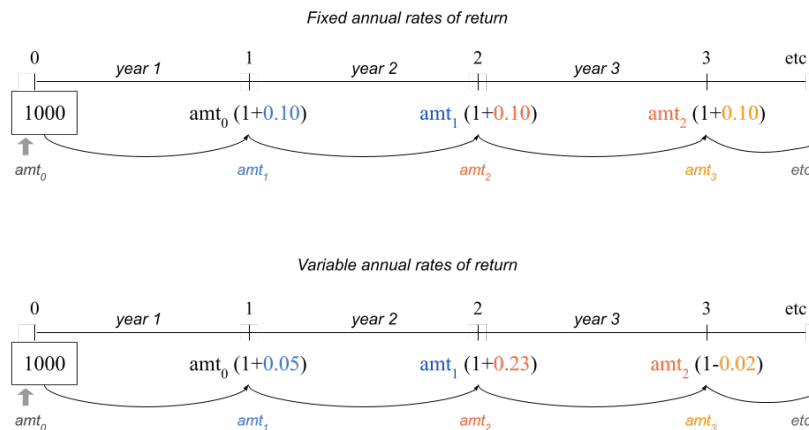 Fixed annual rates of return
0 1 2 3 etc
year 1 year 2 year 3
1000 amt₀ (1+0.10) amt₁ (1+0.10) amt₂ (1+0.10)
amt₀ amt₁ amt₂ amt₃ etc
Variable annual rates of return
0 1 2 3 etc
year 1 year 2 year 3
1000 amt₀ (1+0.05) amt₁ (1+0.23) amt₂ (1-0.02)
amt₀ amt₁ amt₂ amt₃ etc